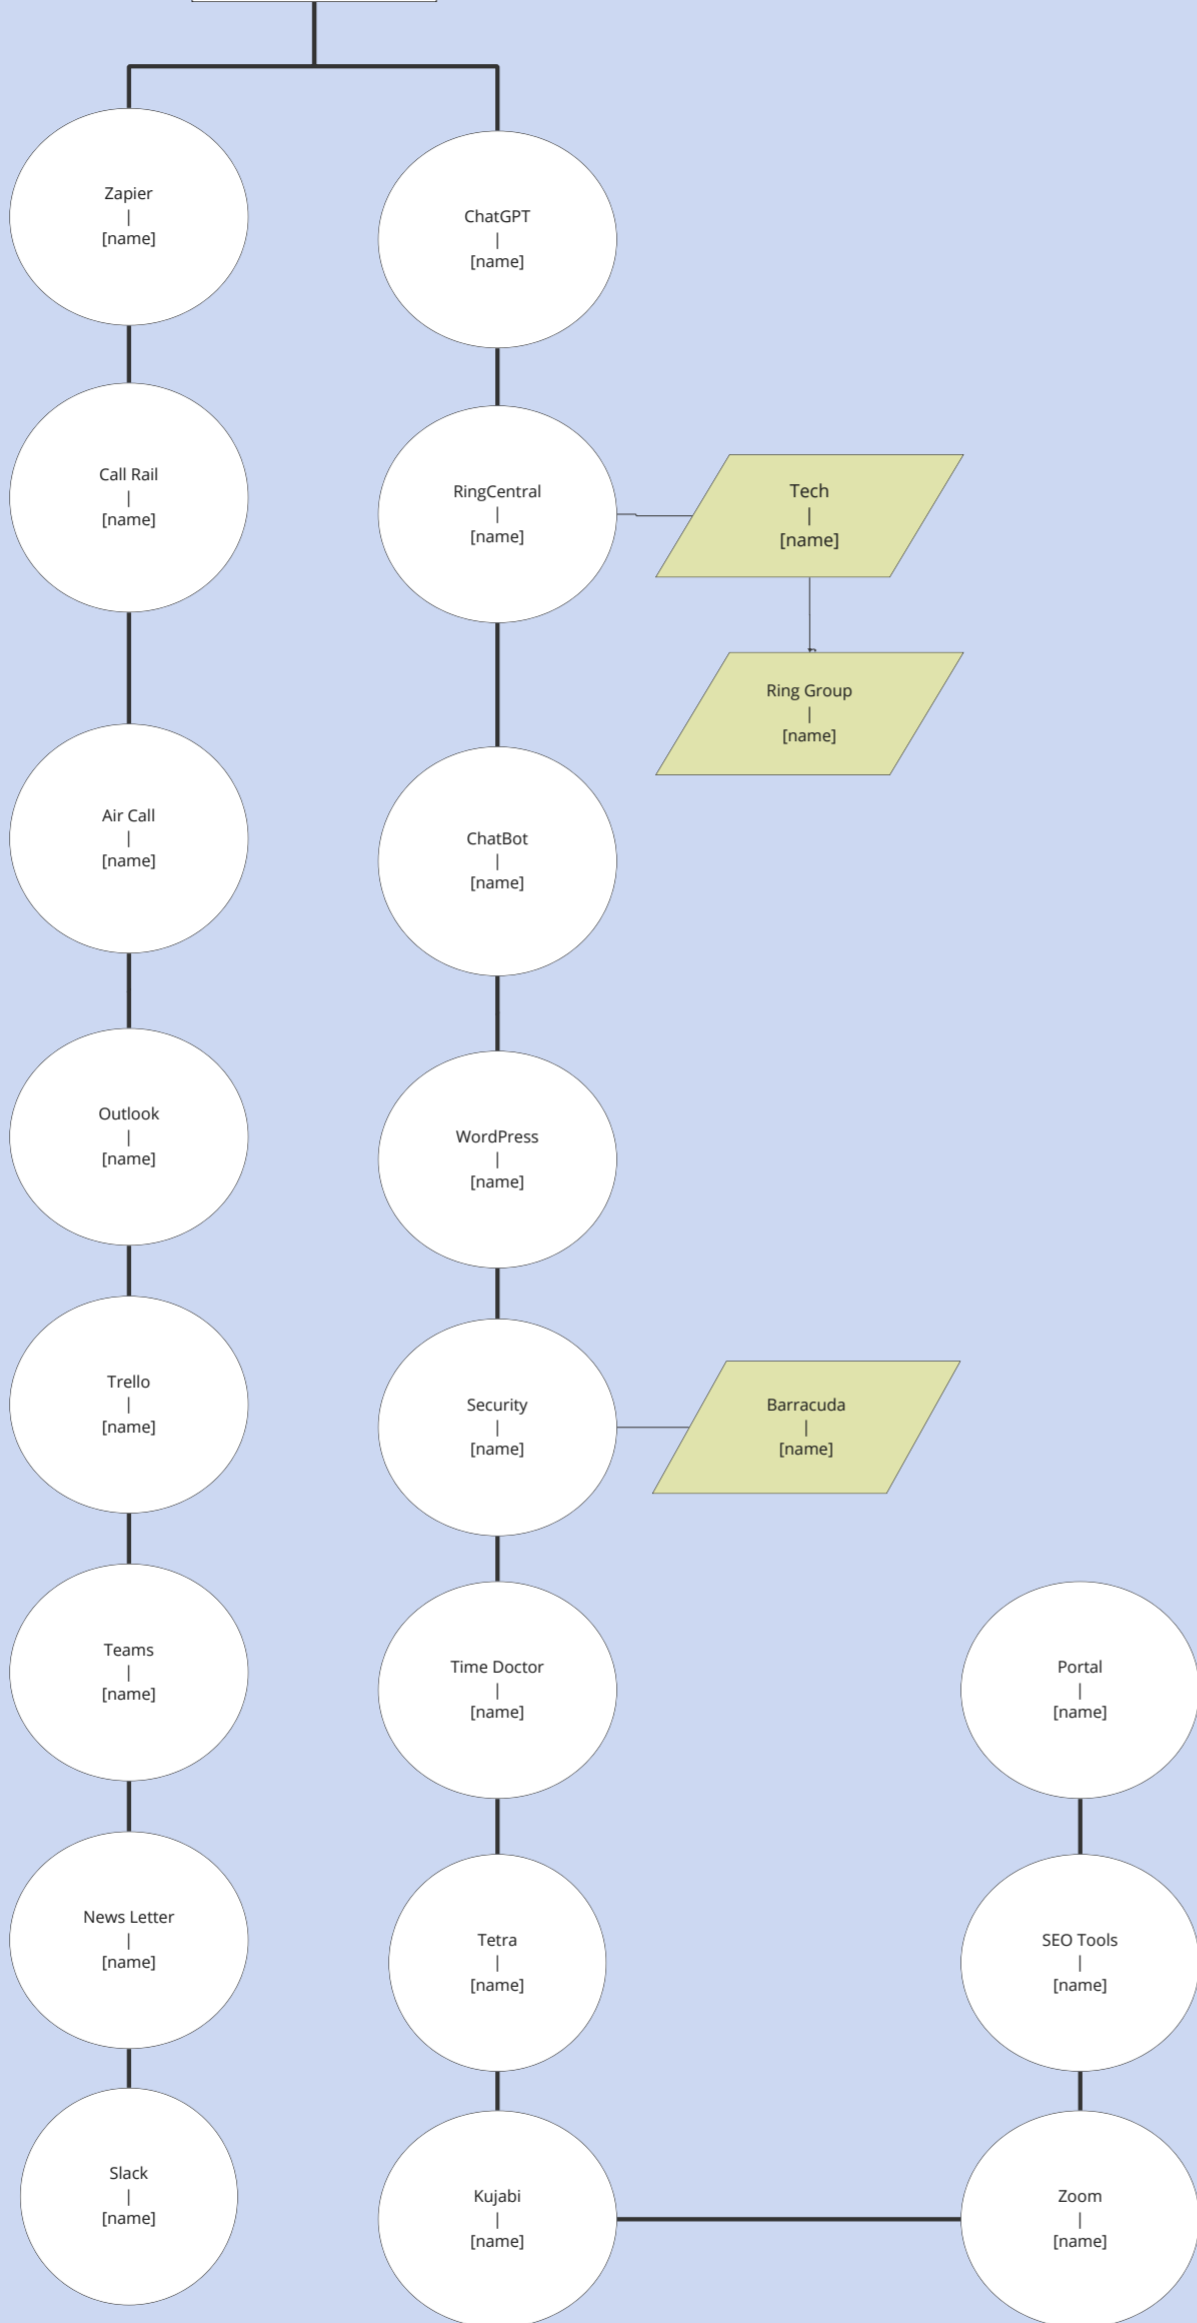 Zapier
|
[name]
Call Rail
|
[name]
Air Call
|
[name]
Outlook
|
[name]
Trello
|
[name]
Teams
|
[name]
News Letter
|
[name]
Slack
|
[name]
ChatGPT
|
[name]
RingCentral
|
[name]
Tech
|
[name]
Ring Group
|
[name]
ChatBot
|
[name]
WordPress
|
[name]
Security
|
[name]
Barracuda
|
[name]
Time Doctor
|
[name]
Tetra
|
[name]
Kujabi
|
[name]
Portal
|
[name]
SEO Tools
|
[name]
Zoom
|
[name]